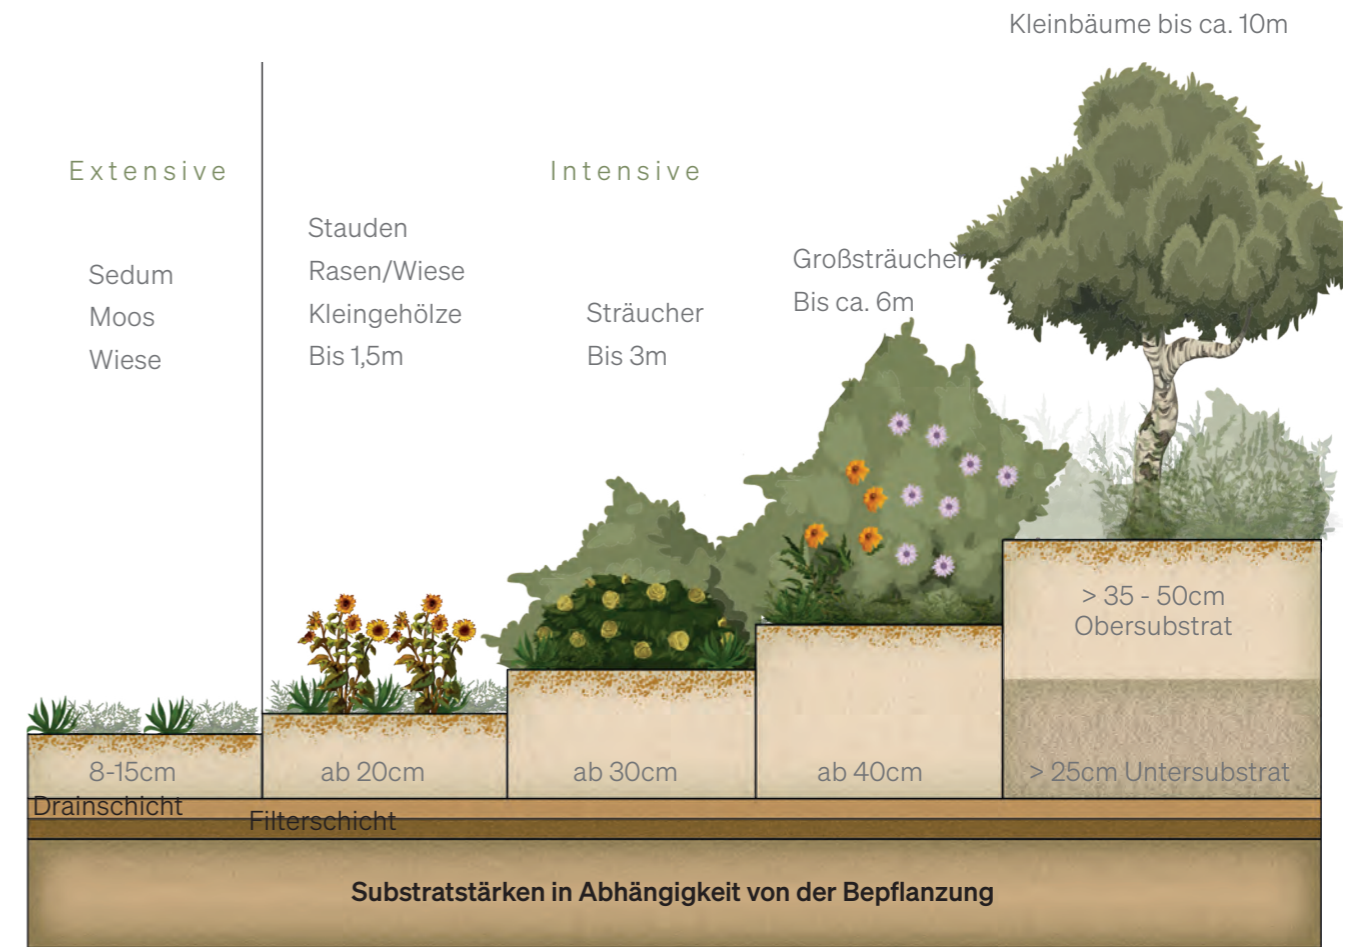 Kleinbäume bis ca. 10m
Extensive
Intensive
Sedum
Moos
Wiese
Stauden
Rasen/Wiese
Kleingehölze
Bis 1,5m
Sträucher
Bis 3m
Großsträucher
Bis ca. 6m
8-15cm
ab 20cm
ab 30cm
ab 40cm
> 35 - 50cm
Obersubstrat
> 25cm Untersubstrat
Drainschicht
Filterschicht
Substratstärken in Abhängigkeit von der Bepflanzung